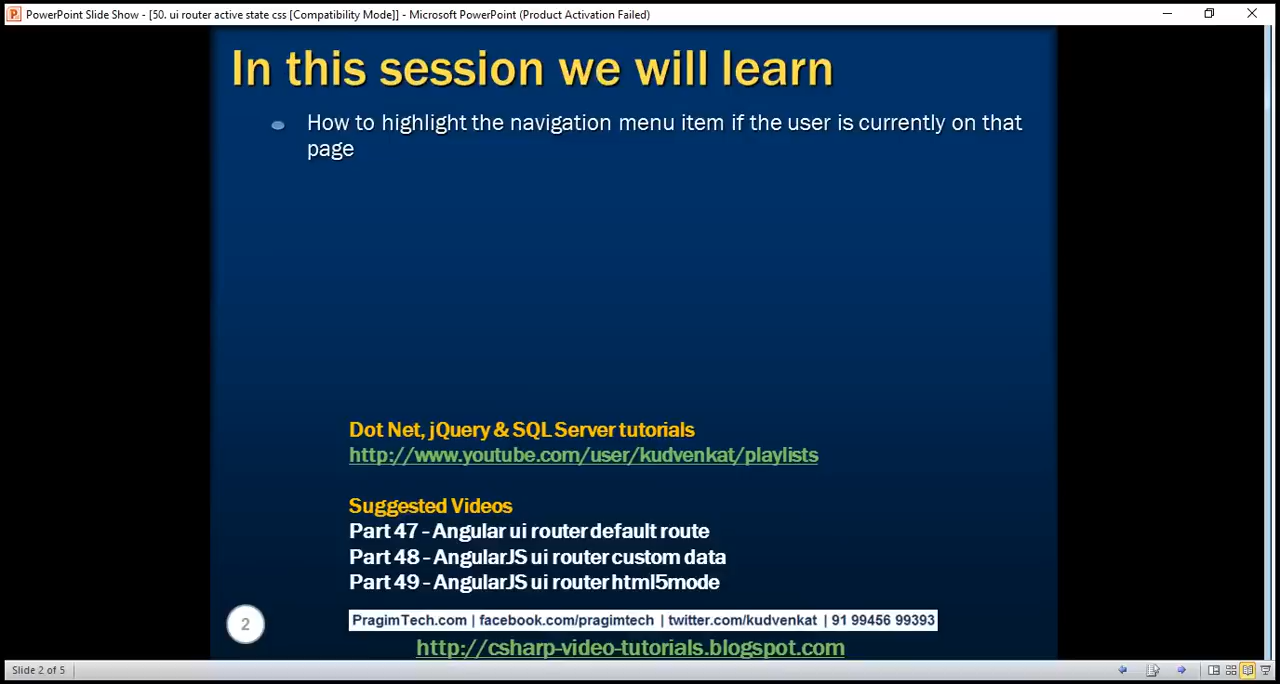 PowerPoint Slide Show - [50. ui router active state css [Compatibility Mode]] - Microsoft PowerPoint (Product Activation Failed)
In this session we will learn
How to highlight the navigation menu item if the user is currently on that
page
Dot Net, jQuery & SQL Server tutorials
http://www.youtube.com/user/kudvenkat/playlists
Suggested Videos
Part 47 - Angular ui router default route
Part 48 - AngularJS ui router custom data
Part 49 - AngularJS ui router html5mode
2
PragimTech.com | facebook.com/pragimtech | twitter.com/kudvenkat | 91 99456 99393
http://csharp-video-tutorials.blogspot.com
Slide 2 of 5